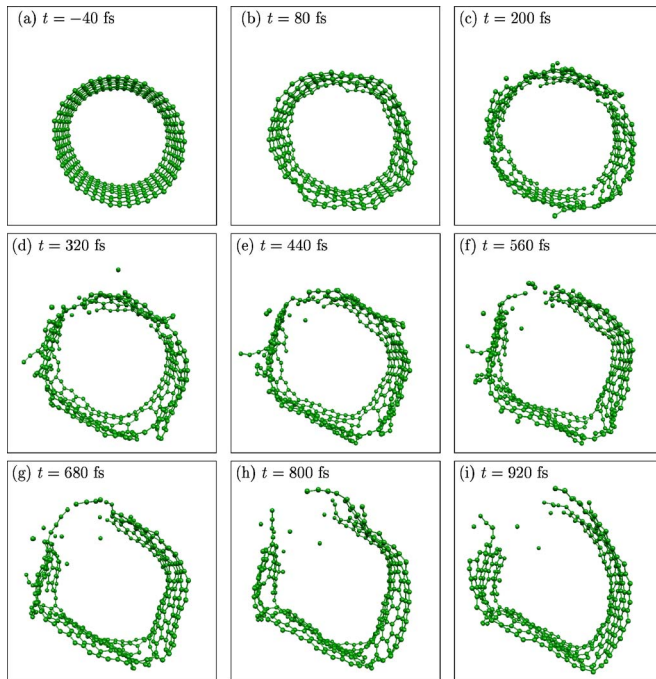 (a) t = −40 fs
(b) t = 80 fs
(c) t = 200 fs
(d) t = 320 fs
(e) t = 440 fs
(f) t = 560 fs
(g) t = 680 fs
(h) t = 800 fs
(i) t = 920 fs